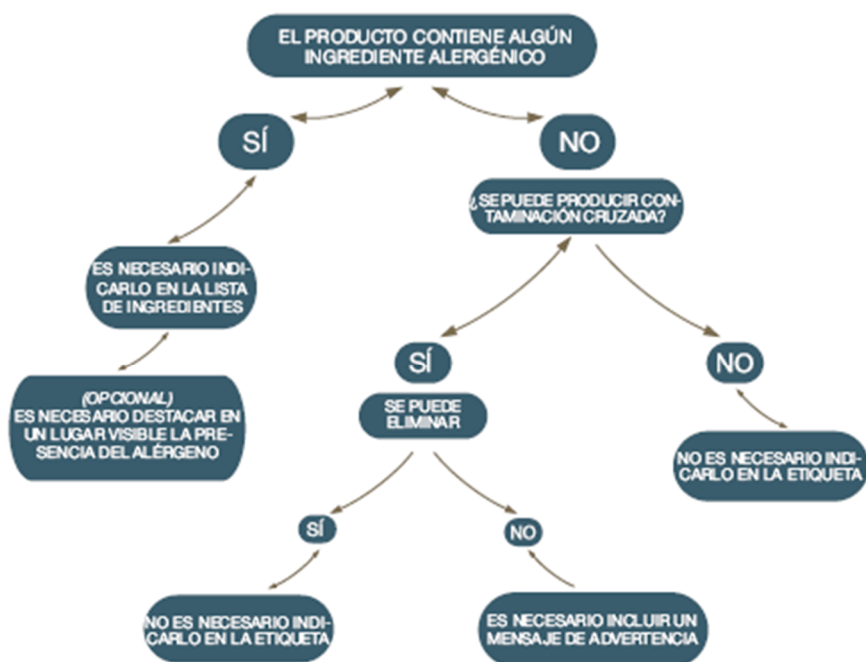 EL PRODUCTO CONTIENE ALGÚN
INGREDIENTE ALERGÉNICO
SÍ
NO
¿SE PUEDE PRODUCIR CON-
TAMINACIÓN CRUZADA?
ES NECESARIO INDI-
CARLO EN LA LISTA
DE INGREDIENTES
SÍ
NO
(OPCIONAL)
ES NECESARIO DESTACAR EN
UN LUGAR VISIBLE LA PRE-
SENCIA DEL ALÉRGENO
SE PUEDE
ELIMINAR
NO ES NECESARIO INDI-
CARLO EN LA ETIQUETA
SÍ
NO
NO ES NECESARIO INDI-
CARLO EN LA ETIQUETA
ES NECESARIO INCLUIR UN
MENSAJE DE ADVERTENCIA